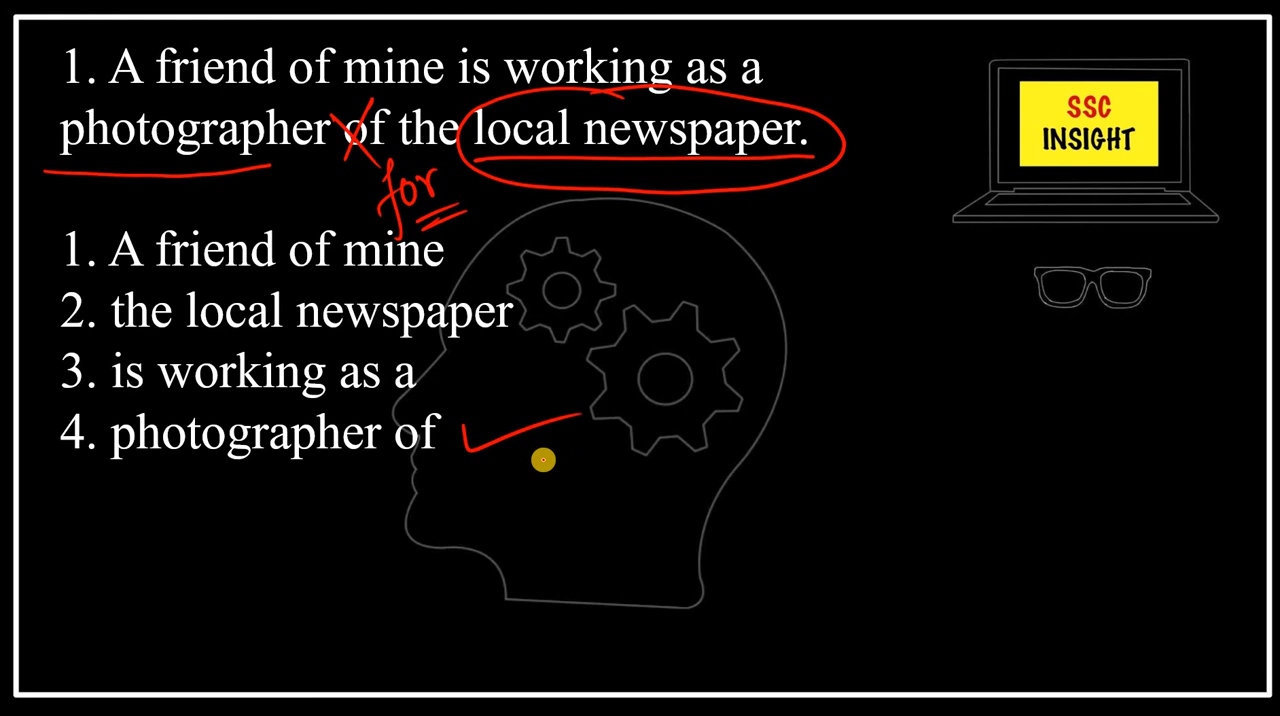 1. A friend of mine is working as a
photographer of the local newspaper.
for
1. A friend of mine
2. the local newspaper
3. is working as a
4. photographer of
SSC
INSIGHT